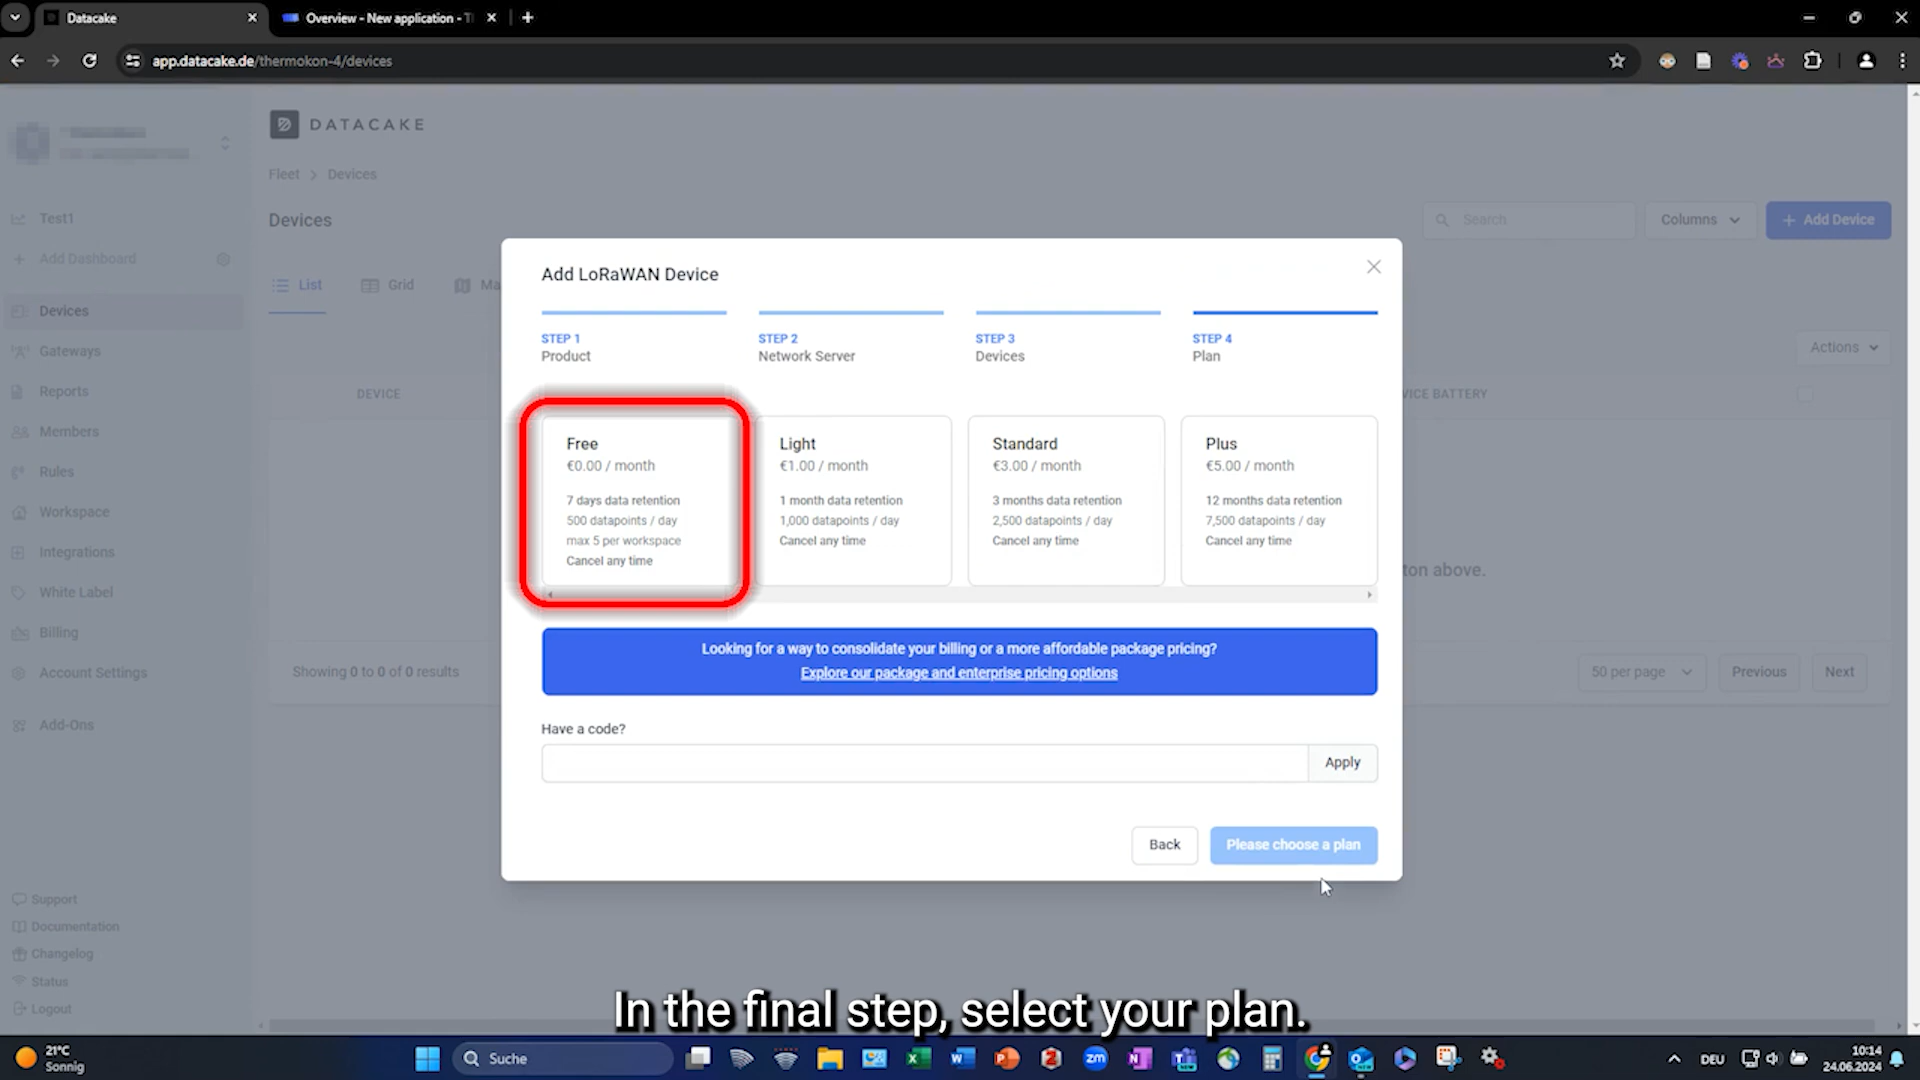 Datacake
Overview - New application - T
app.datacake.de/thermokon-4/devices
DATACAKE
Fleet > Devices
Test1
Add Dashboard
Devices
Gateways
Reports
Members
Rules
Workspace
Integrations
White Label
Billing
Account Settings
Add-Ons
Support
Documentation
Changelog
Status
Logout
Devices
Search
Columns
+ Add Device
List
Grid
Ma
Actions
DEVICE
VICE BATTERY
ton above.
Showing 0 to 0 of 0 results
50 per page
Previous
Next
Add LoRaWAN Device
STEP 1
Product
STEP 2
Network Server
STEP 3
Devices
STEP 4
Plan
Free
€0.00 / month
7 days data retention
500 datapoints / day
max 5 per workspace
Cancel any time
Light
€1.00 / month
1 month data retention
1,000 datapoints / day
Cancel any time
Standard
€3.00 / month
3 months data retention
2,500 datapoints / day
Cancel any time
Plus
€5.00 / month
12 months data retention
7,500 datapoints / day
Cancel any time
Looking for a way to consolidate your billing or a more affordable package pricing?
Explore our package and enterprise pricing options
Have a code?
Apply
Back
Please choose a plan
In the final step, select your plan.
21°C
Sonnig
Suche
DEU
10:14
24.06.2024